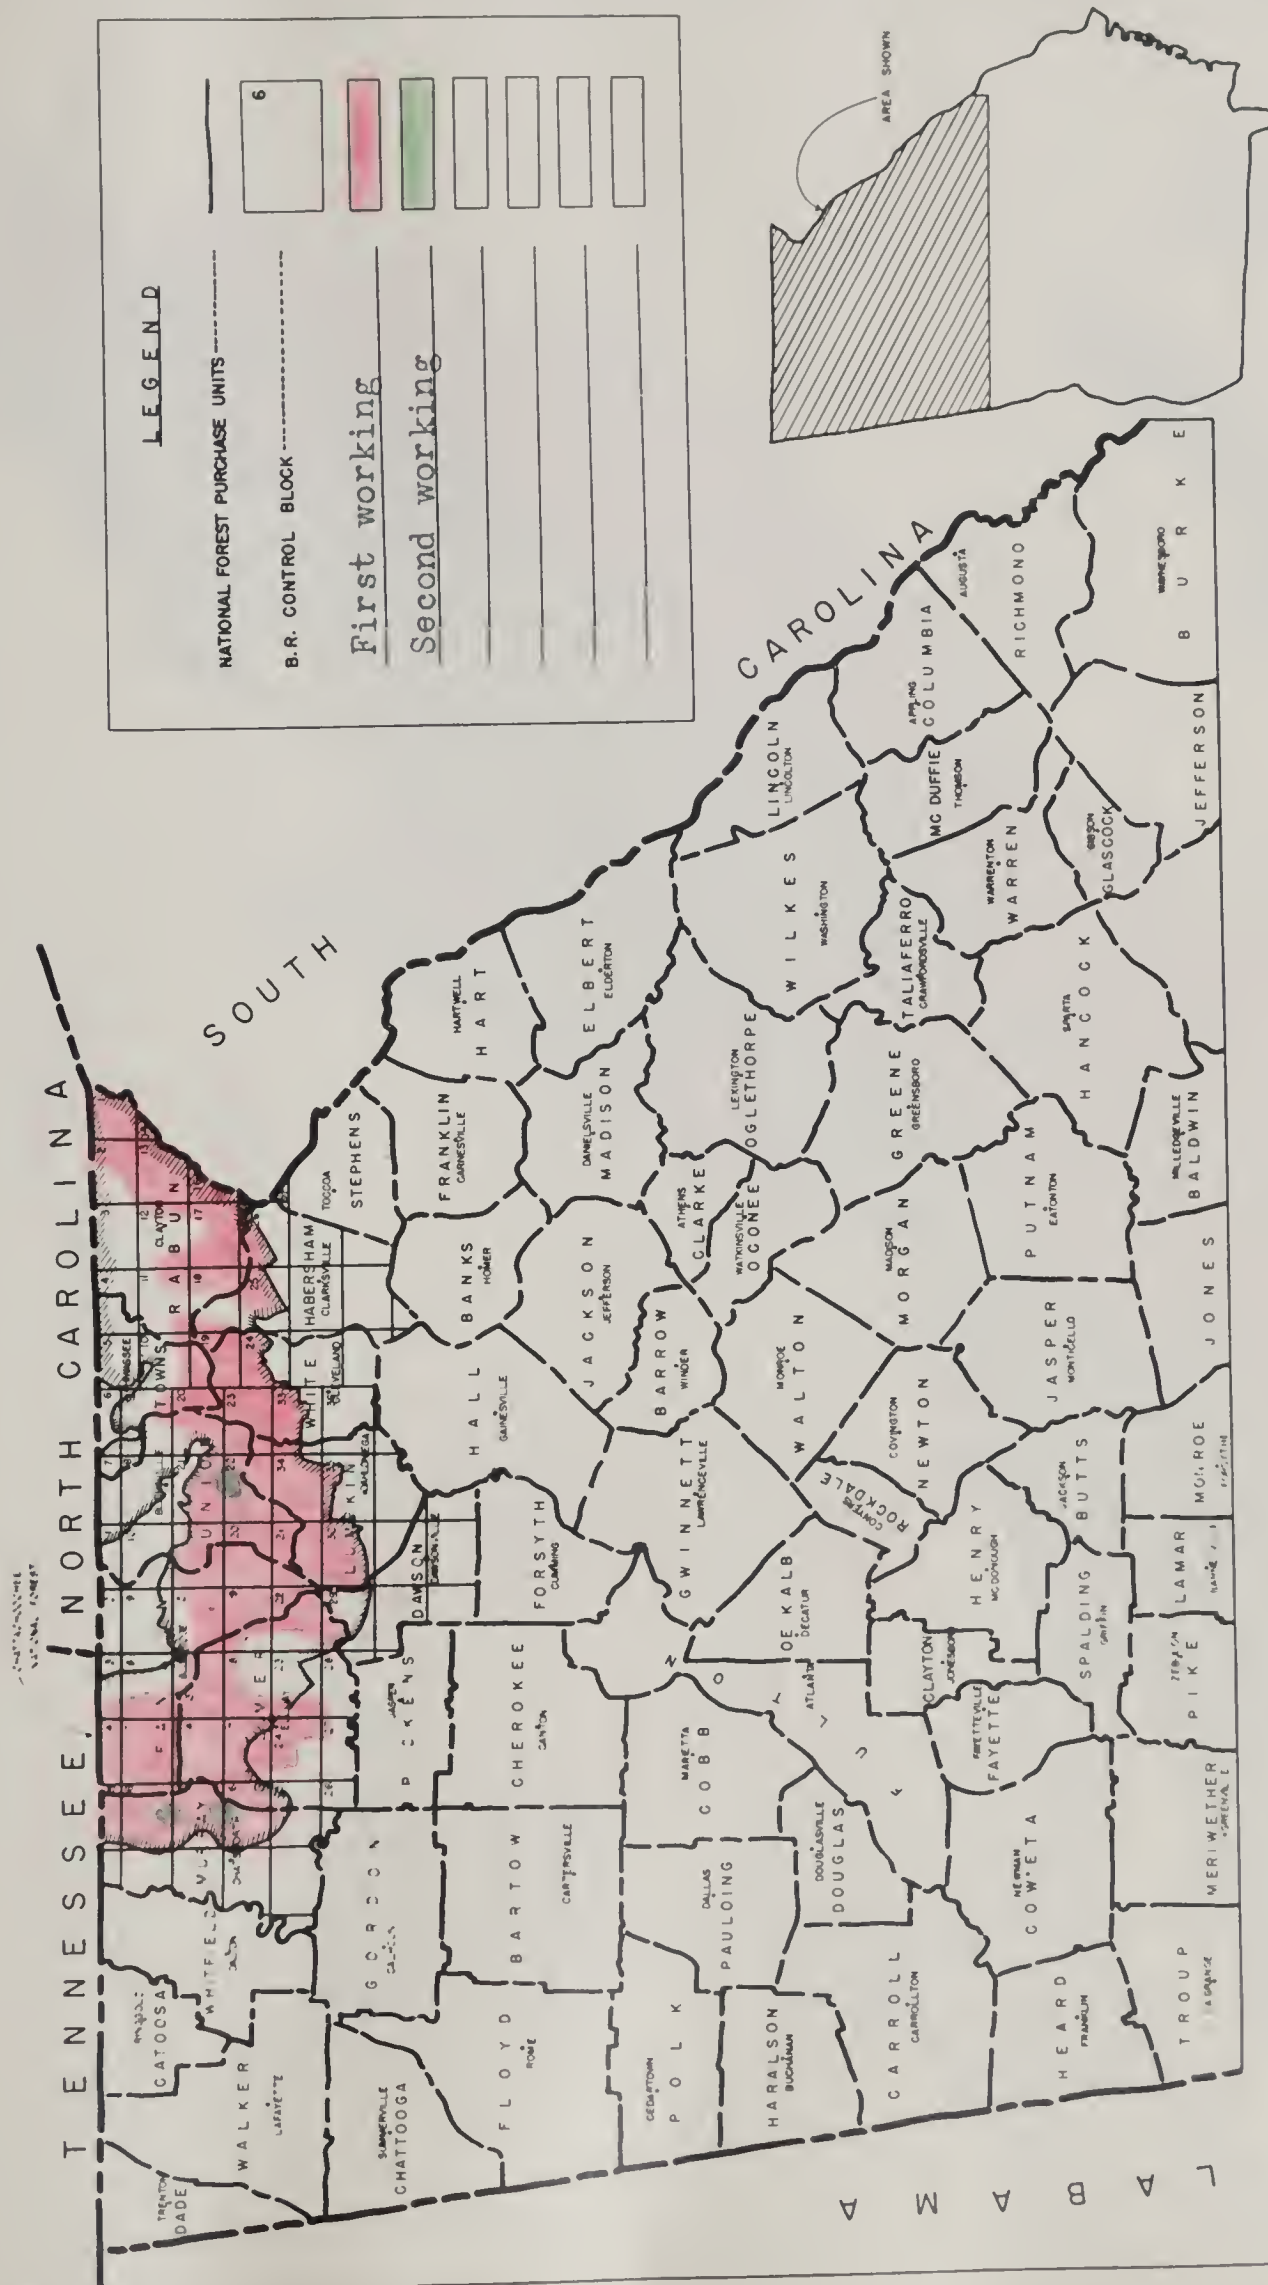 TENNESSEE
NORTH CAROLINA
SOUTH
CAROLINA
ALABAMA
NATIONAL FOREST
LEGEND
NATIONAL FOREST PURCHASE UNITS
B.R. CONTROL BLOCK
6
First working
Second working
AREA SHOWN
TRENTON
DADE
WALKER
LAFAYETTE
CATOOSA
WHITFIELD
DALTON
SUMMERVILLE
CHATTOOGA
GORDON
FLOYD
ROME
BARTOW
CARTERSVILLE
JASPER
PICKENS
CHEROKEE
CANTON
DAWSON
FORSYTH
CUMMING
LUMPKIN
UNION
TOWNS
RABUN
CLAYTON
WHITE
CLEVELAND
HABERSHAM
CLARKSVILLE
TOCCOA
STEPHENS
HALL
GAINESVILLE
BANKS
HOMER
FRANKLIN
CARNESVILLE
HARTWELL
HART
JACKSON
JEFFERSON
DANIELSVILLE
MADISON
ELBERT
ELDERTON
CEDARTOWN
POLK
DALLAS
PAULDING
MARIETTA
COBB
GWINNETT
LAWRENCEVILLE
BARROW
WINDER
ATHENS
CLARKE
WATKINSVILLE
OCONEE
LEXINGTON
OGLETHORPE
WILKES
WASHINGTON
LINCOLN
LINCOLTON
HARALSON
BUCHANAN
DOUGLASVILLE
DOUGLAS
ATLANTA
FULTON
DE KALB
DECATUR
CONYERS
ROCKDALE
MONROE
WALTON
COVINGTON
NEWTON
MADISON
MORGAN
GREENE
GREENSBORO
TALIAFERRO
CRAWFORDSVILLE
MC DUFFIE
THOMSON
APPLING
COLUMBIA
AUGUSTA
RICHMOND
CARROLL
CARROLLTON
NEWNAN
COWETA
FAYETTEVILLE
FAYETTE
CLAYTON
JONESBORO
HENRY
MCDONOUGH
JACKSON
BUTTS
JASPER
MONTICELLO
PUTNAM
EATONTON
SPARTA
HANCOCK
WARRENTON
WARREN
GIBSON
GLASCOCK
JEFFERSON
WAYNESBORO
BURKE
HEARD
FRANKLIN
TROUP
LAGRANGE
MERIWETHER
PIKE
SPALDING
GRIFFIN
LAMAR
MONROE
JONES
MILLEDGEVILLE
BALDWIN